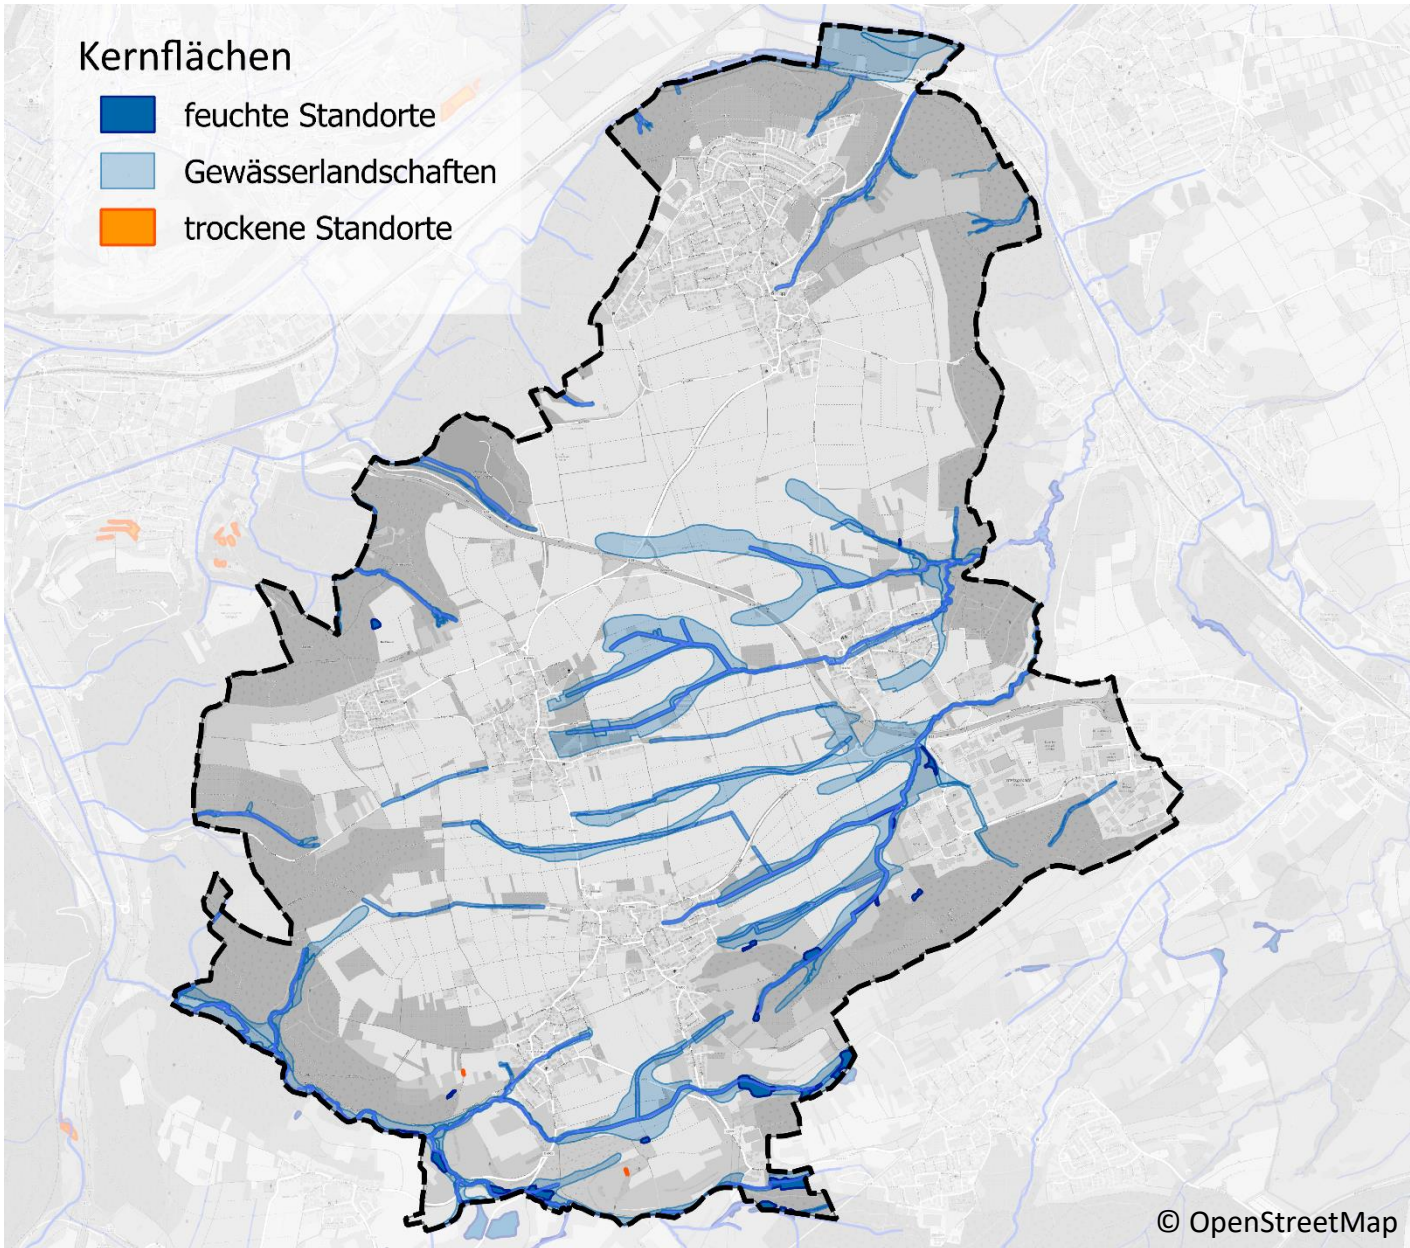 Kernflächen
feuchte Standorte
Gewässerlandschaften
trockene Standorte
© OpenStreetMap